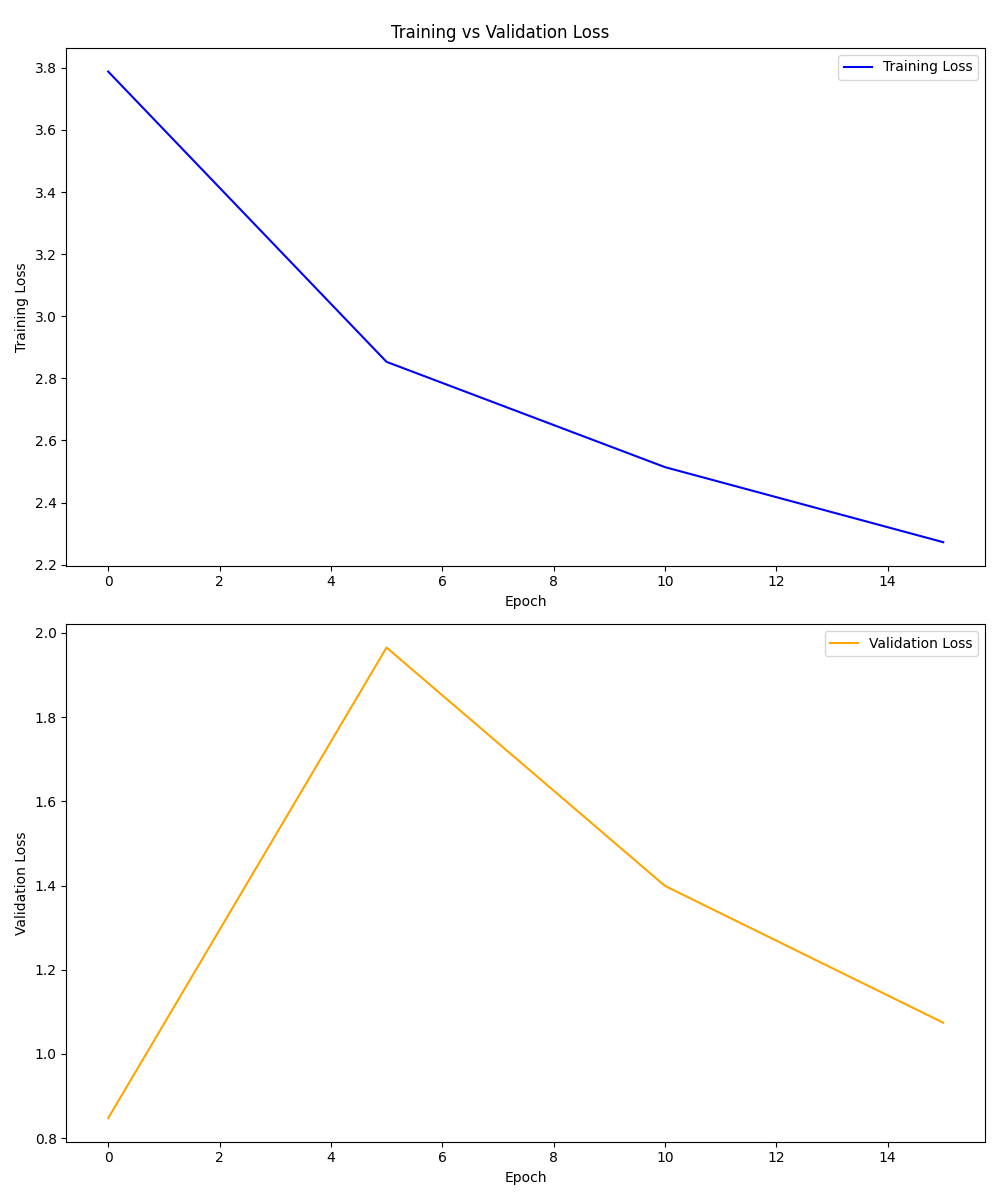 Training vs Validation Loss
Training Loss
3.8
3.6
3.4
3.2
3.0
2.8
2.6
2.4
2.2
Training Loss
0 2 4 6 8 10 12 14
Epoch
Validation Loss
2.0
1.8
1.6
1.4
1.2
1.0
0.8
Validation Loss
0 2 4 6 8 10 12 14
Epoch